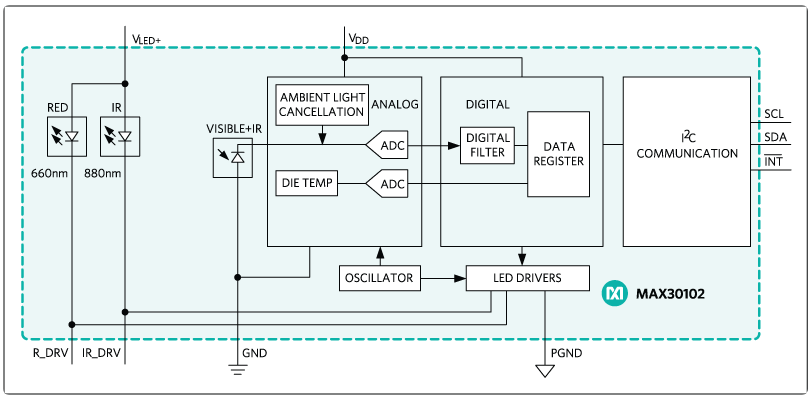 VLED+
VDD
RED
IR
660nm
880nm
VISIBLE+IR
AMBIENT LIGHT
CANCELLATION
ANALOG
ADC
DIE TEMP
ADC
DIGITAL
DIGITAL
FILTER
DATA
REGISTER
I²C
COMMUNICATION
SCL
SDA
INT
OSCILLATOR
LED DRIVERS
MAX30102
R_DRV
IR_DRV
GND
PGND